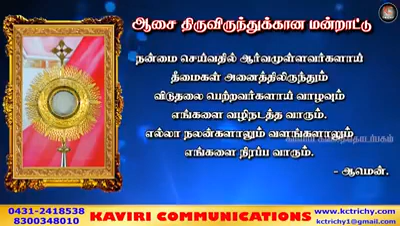 ஆசை திருவிருந்துக்கான மன்றாட்டு
நன்மை செய்வதில் ஆர்வமுள்ளவர்களாய்
தீமைகள் அனைத்திலிருந்தும்
விடுதலை பெற்றவர்களாய் வாழவும்
எங்களை வழிநடத்த வாரும்.
எல்லா நலன்களாலும் வளங்களாலும்
எங்களை நிரப்ப வாரும்.
- ஆமென்.
0431-2418538
8300348010
KAVIRI COMMUNICATIONS
www.kctrichy.com
kctrichy1@gmail.com